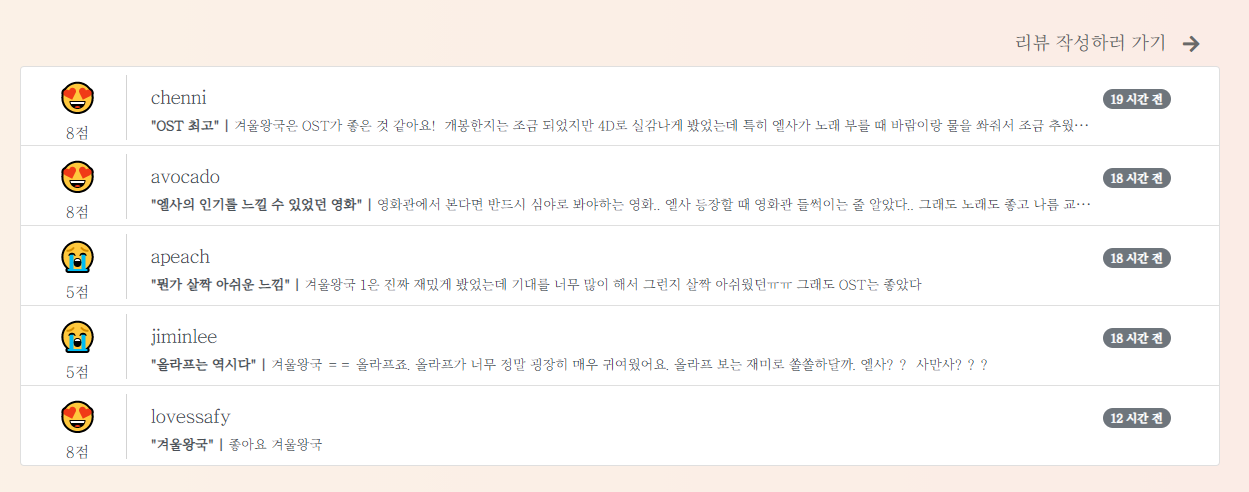 리뷰 작성하러 가기
chenni
19 시간 전
"OST 최고" | 겨울왕국은 OST가 좋은 것 같아요! 개봉한지는 조금 되었지만 4D로 실감나게 봤었는데 특히 엘사가 노래 부를 때 바람이랑 물을 쏴줘서 조금 추웠…
8점
avocado
18 시간 전
"엘사의 인기를 느낄 수 있었던 영화" | 영화관에서 본다면 반드시 심야로 봐야하는 영화.. 엘사 등장할 때 영화관 들썩이는 줄 알았다.. 그래도 노래도 좋고 나름 교…
8점
apeach
18 시간 전
"뭔가 살짝 아쉬운 느낌" | 겨울왕국 1은 진짜 재밌게 봤었는데 기대를 너무 많이 해서 그런지 살짝 아쉬웠던ㅠㅠ 그래도 OST는 좋았다
5점
jiminlee
18 시간 전
"올라프는 역시다" | 겨울왕국 == 올라프죠. 올라프가 너무 정말 굉장히 매우 귀여웠어요. 올라프 보는 재미로 쏠쏠하달까. 엘사? ? 사만사? ? ?
5점
lovessafy
12 시간 전
"겨울왕국" | 좋아요 겨울왕국
8점